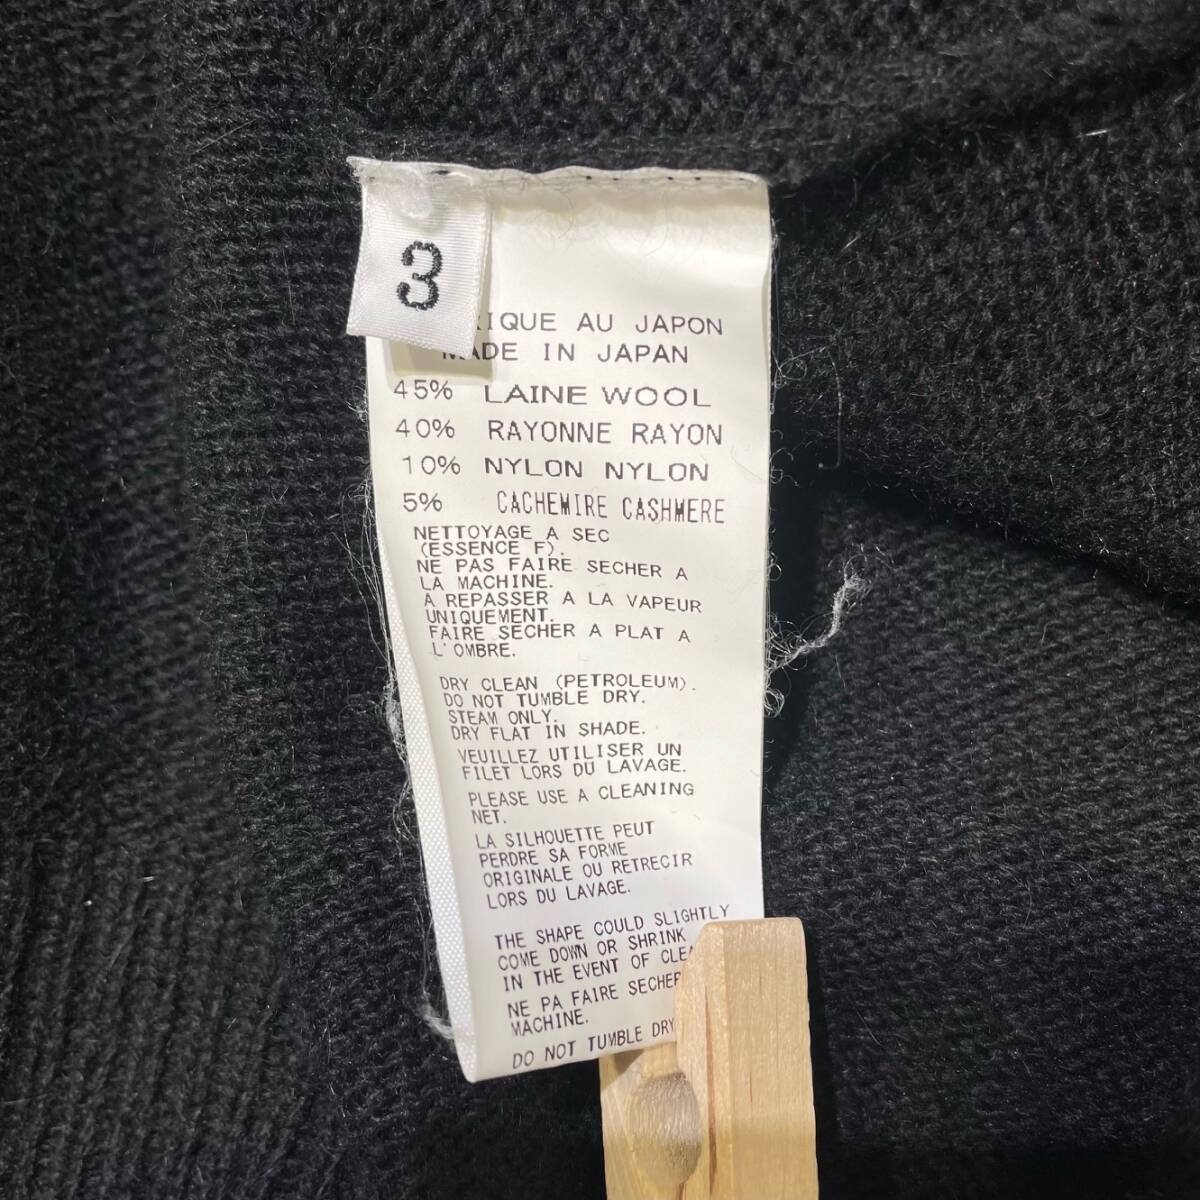 3
AU JAPON
IN JAPAN
45% LAINE WOOL
40% RAYONNE RAYON
10% NYLON NYLON
5% CACHEMIRE CASHMERE
NETTOYAGE A SEC
(ESSENCE F).
NE PAS FAIRE SECHER A
LA MACHINE.
A REPASSER A LA VAPEUR
UNIQUEMENT.
FAIRE SECHER A PLAT A
L'OMBRE.
DRY CLEAN (PETROLEUM).
DO NOT TUMBLE DRY.
STEAM ONLY.
DRY FLAT IN SHADE.
VEUILLEZ UTILISER UN
FILET LORS DU LAVAGE.
PLEASE USE A CLEANING
NET.
LA SILHOUETTE PEUT
PERDRE SA FORME
ORIGINALE OU RETRECIR
LORS DU LAVAGE.
THE SHAPE COULD SLIGHTLY
COME DOWN OR SHRINK
IN THE EVENT OF
NE PA FAIRE SECHER
MACHINE.
DO NOT TUMBLE DRY